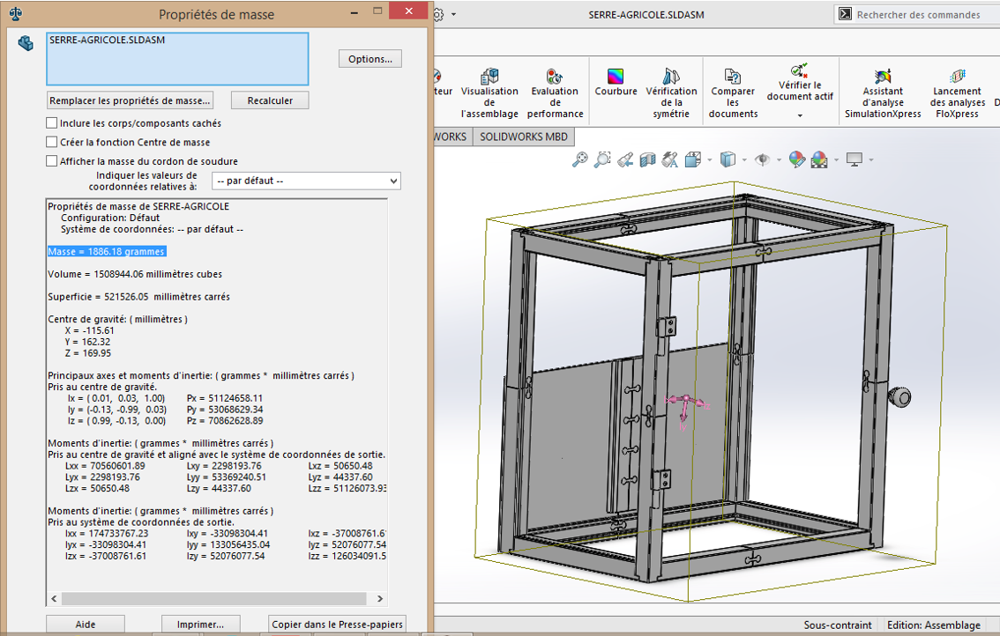 Propriétés de masse
SERRE-AGRICOLE.SLDASM
Rechercher des commandes
SERRE-AGRICOLE.SLDASM
Options...
Remplacer les propriétés de masse...
Recalculer
Inclure les corps/composants cachés
Créer la fonction Centre de masse
Afficher la masse du cordon de soudure
Indiquer les valeurs de
coordonnées relatives à:
-- par défaut --
Propriétés de masse de SERRE-AGRICOLE
Configuration: Défaut
Système de coordonnées: -- par défaut --
Masse = 1886.18 grammes
Volume = 1508944.06 millimètres cubes
Superficie = 521526.05 millimètres carrés
Centre de gravité: ( millimètres )
X = -115.61
Y = 162.32
Z = 169.95
Principaux axes et moments d'inertie: ( grammes * millimètres carrés )
Pris au centre de gravité.
Ix = ( 0.01, 0.03, 1.00) Px = 51124658.11
Iy = (-0.13, -0.99, 0.03) Py = 53068629.34
Iz = ( 0.99, -0.13, 0.00) Pz = 70862628.89
Moments d'inertie: ( grammes * millimètres carrés )
Pris au centre de gravité et aligné avec le système de coordonnées de sortie.
Lxx = 70560601.89 Lxy = 2298193.76 Lxz = 50650.48
Lyx = 2298193.76 Lyy = 53369240.51 Lyz = 44337.60
Lzx = 50650.48 Lzy = 44337.60 Lzz = 51126073.93
Moments d'inertie: ( grammes * millimètres carrés )
Pris au système de coordonnées de sortie.
Ixx = 174733767.23 Ixy = -33098304.41 Ixz = -37008761.61
Iyx = -33098304.41 Iyy = 133056435.04 Iyz = 52076077.54
Izx = -37008761.61 Izy = 52076077.54 Izz = 126034091.5
Aide
Imprimer...
Copier dans le Presse-papiers
teur
Visualisation
de
l'assemblage
Evaluation
de
performance
Courbure
Vérification
de la
symétrie
Comparer
les
documents
Vérifier le
document actif
Assistant
d'analyse
SimulationXpress
Lancement
des analyses
FloXpress
WORKS
SOLIDWORKS MBD
Sous-contraint
Edition: Assemblage